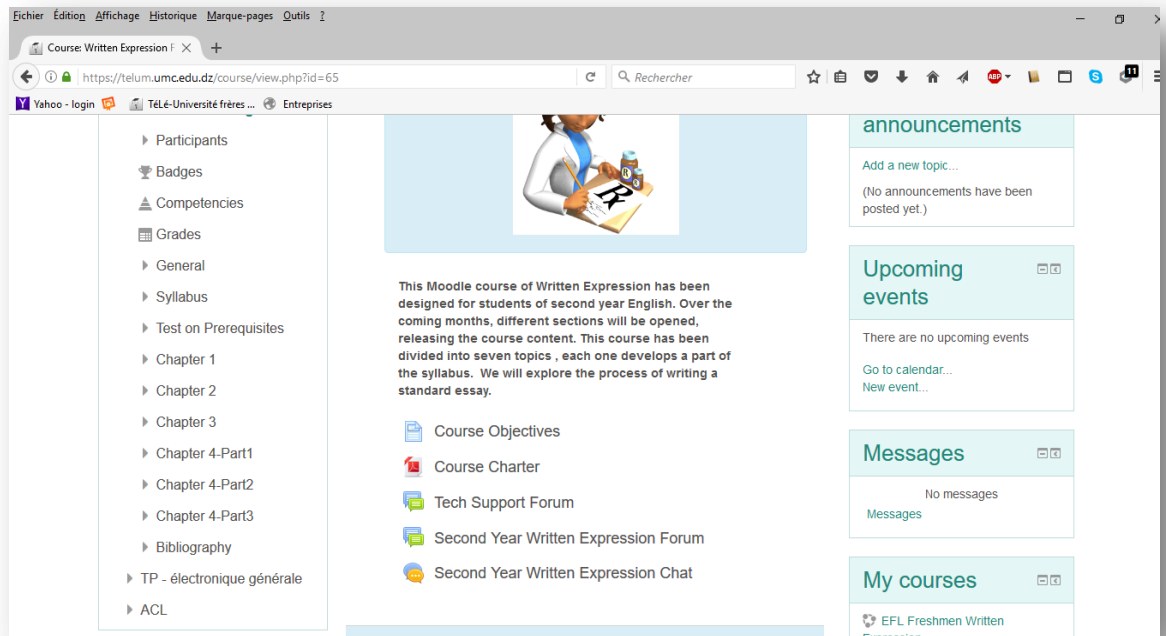 Fichier Édition Affichage Historique Marque-pages Outils ?
Course: Written Expression F
https://telum.umc.edu.dz/course/view.php?id=65
Rechercher
ABP
11
Yahoo - login
TéLé-Université frères ...
Entreprises
Participants
Badges
Competencies
Grades
General
Syllabus
Test on Prerequisites
Chapter 1
Chapter 2
Chapter 3
Chapter 4-Part1
Chapter 4-Part2
Chapter 4-Part3
Bibliography
TP - électronique générale
ACL
R
R
Rx
This Moodle course of Written Expression has been
designed for students of second year English. Over the
coming months, different sections will be opened,
releasing the course content. This course has been
divided into seven topics , each one develops a part of
the syllabus. We will explore the process of writing a
standard essay.
Course Objectives
Course Charter
Tech Support Forum
Second Year Written Expression Forum
Second Year Written Expression Chat
announcements
Add a new topic...
(No announcements have been
posted yet.)
Upcoming
events
There are no upcoming events
Go to calendar...
New event...
Messages
No messages
Messages
My courses
EFL Freshmen Written
Expression